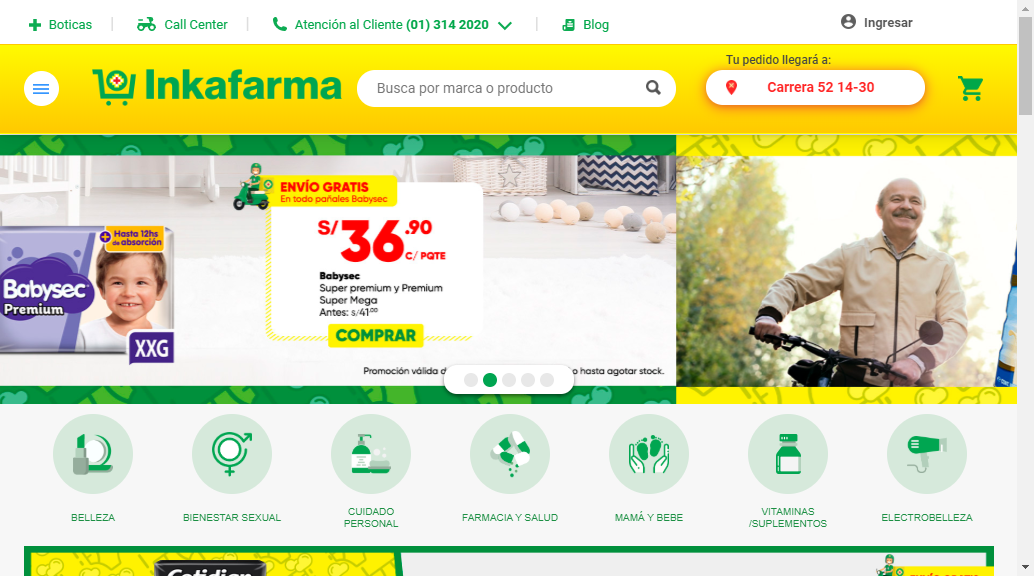 Boticas
Call Center
Atención al Cliente (01) 314 2020
Blog
Ingresar
Inkafarma
Busca por marca o producto
Tu pedido llegará a:
Carrera 52 14-30
ENVÍO GRATIS
En todo pañales Babysec
S/36.90
C/ PQTE
Babysec
Super premium y Premium
Super Mega
Antes: s/41.00
COMPRAR
Hasta 12hs
de absorción
Babysec
Premium
XXG
Promoción válida d
o hasta agotar stock.
BELLEZA
BIENESTAR SEXUAL
CUIDADO
PERSONAL
FARMACIA Y SALUD
MAMÁ Y BEBE
VITAMINAS
/SUPLEMENTOS
ELECTROBELLEZA